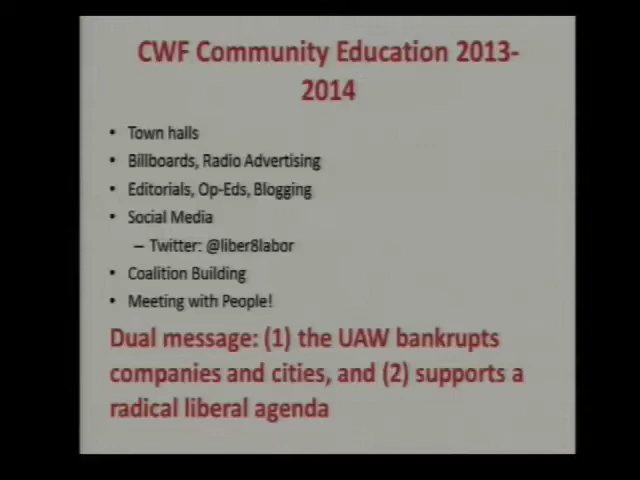 CWF Community Education 2013-
2014
• Town halls
• Billboards, Radio Advertising
• Editorials, Op-Eds, Blogging
• Social Media
– Twitter: @liber8labor
• Coalition Building
• Meeting with People!
Dual message: (1) the UAW bankrupts
companies and cities, and (2) supports a
radical liberal agenda